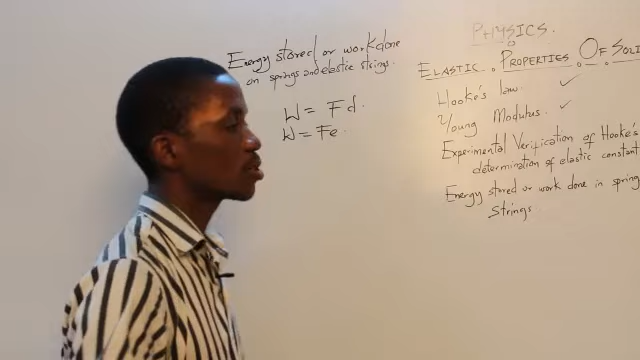 Energy stored or work done
on springs and elastic strings.
W = Fd.
W = Fe.
PHYSICS.
ELASTIC. PROPERTIES. OF SOLI
Hooke's law. ✓
Young Modulus. ✓
Experimental Verification of Hooke's
determination of elastic constant
Energy stored or work done in spring
Strings.